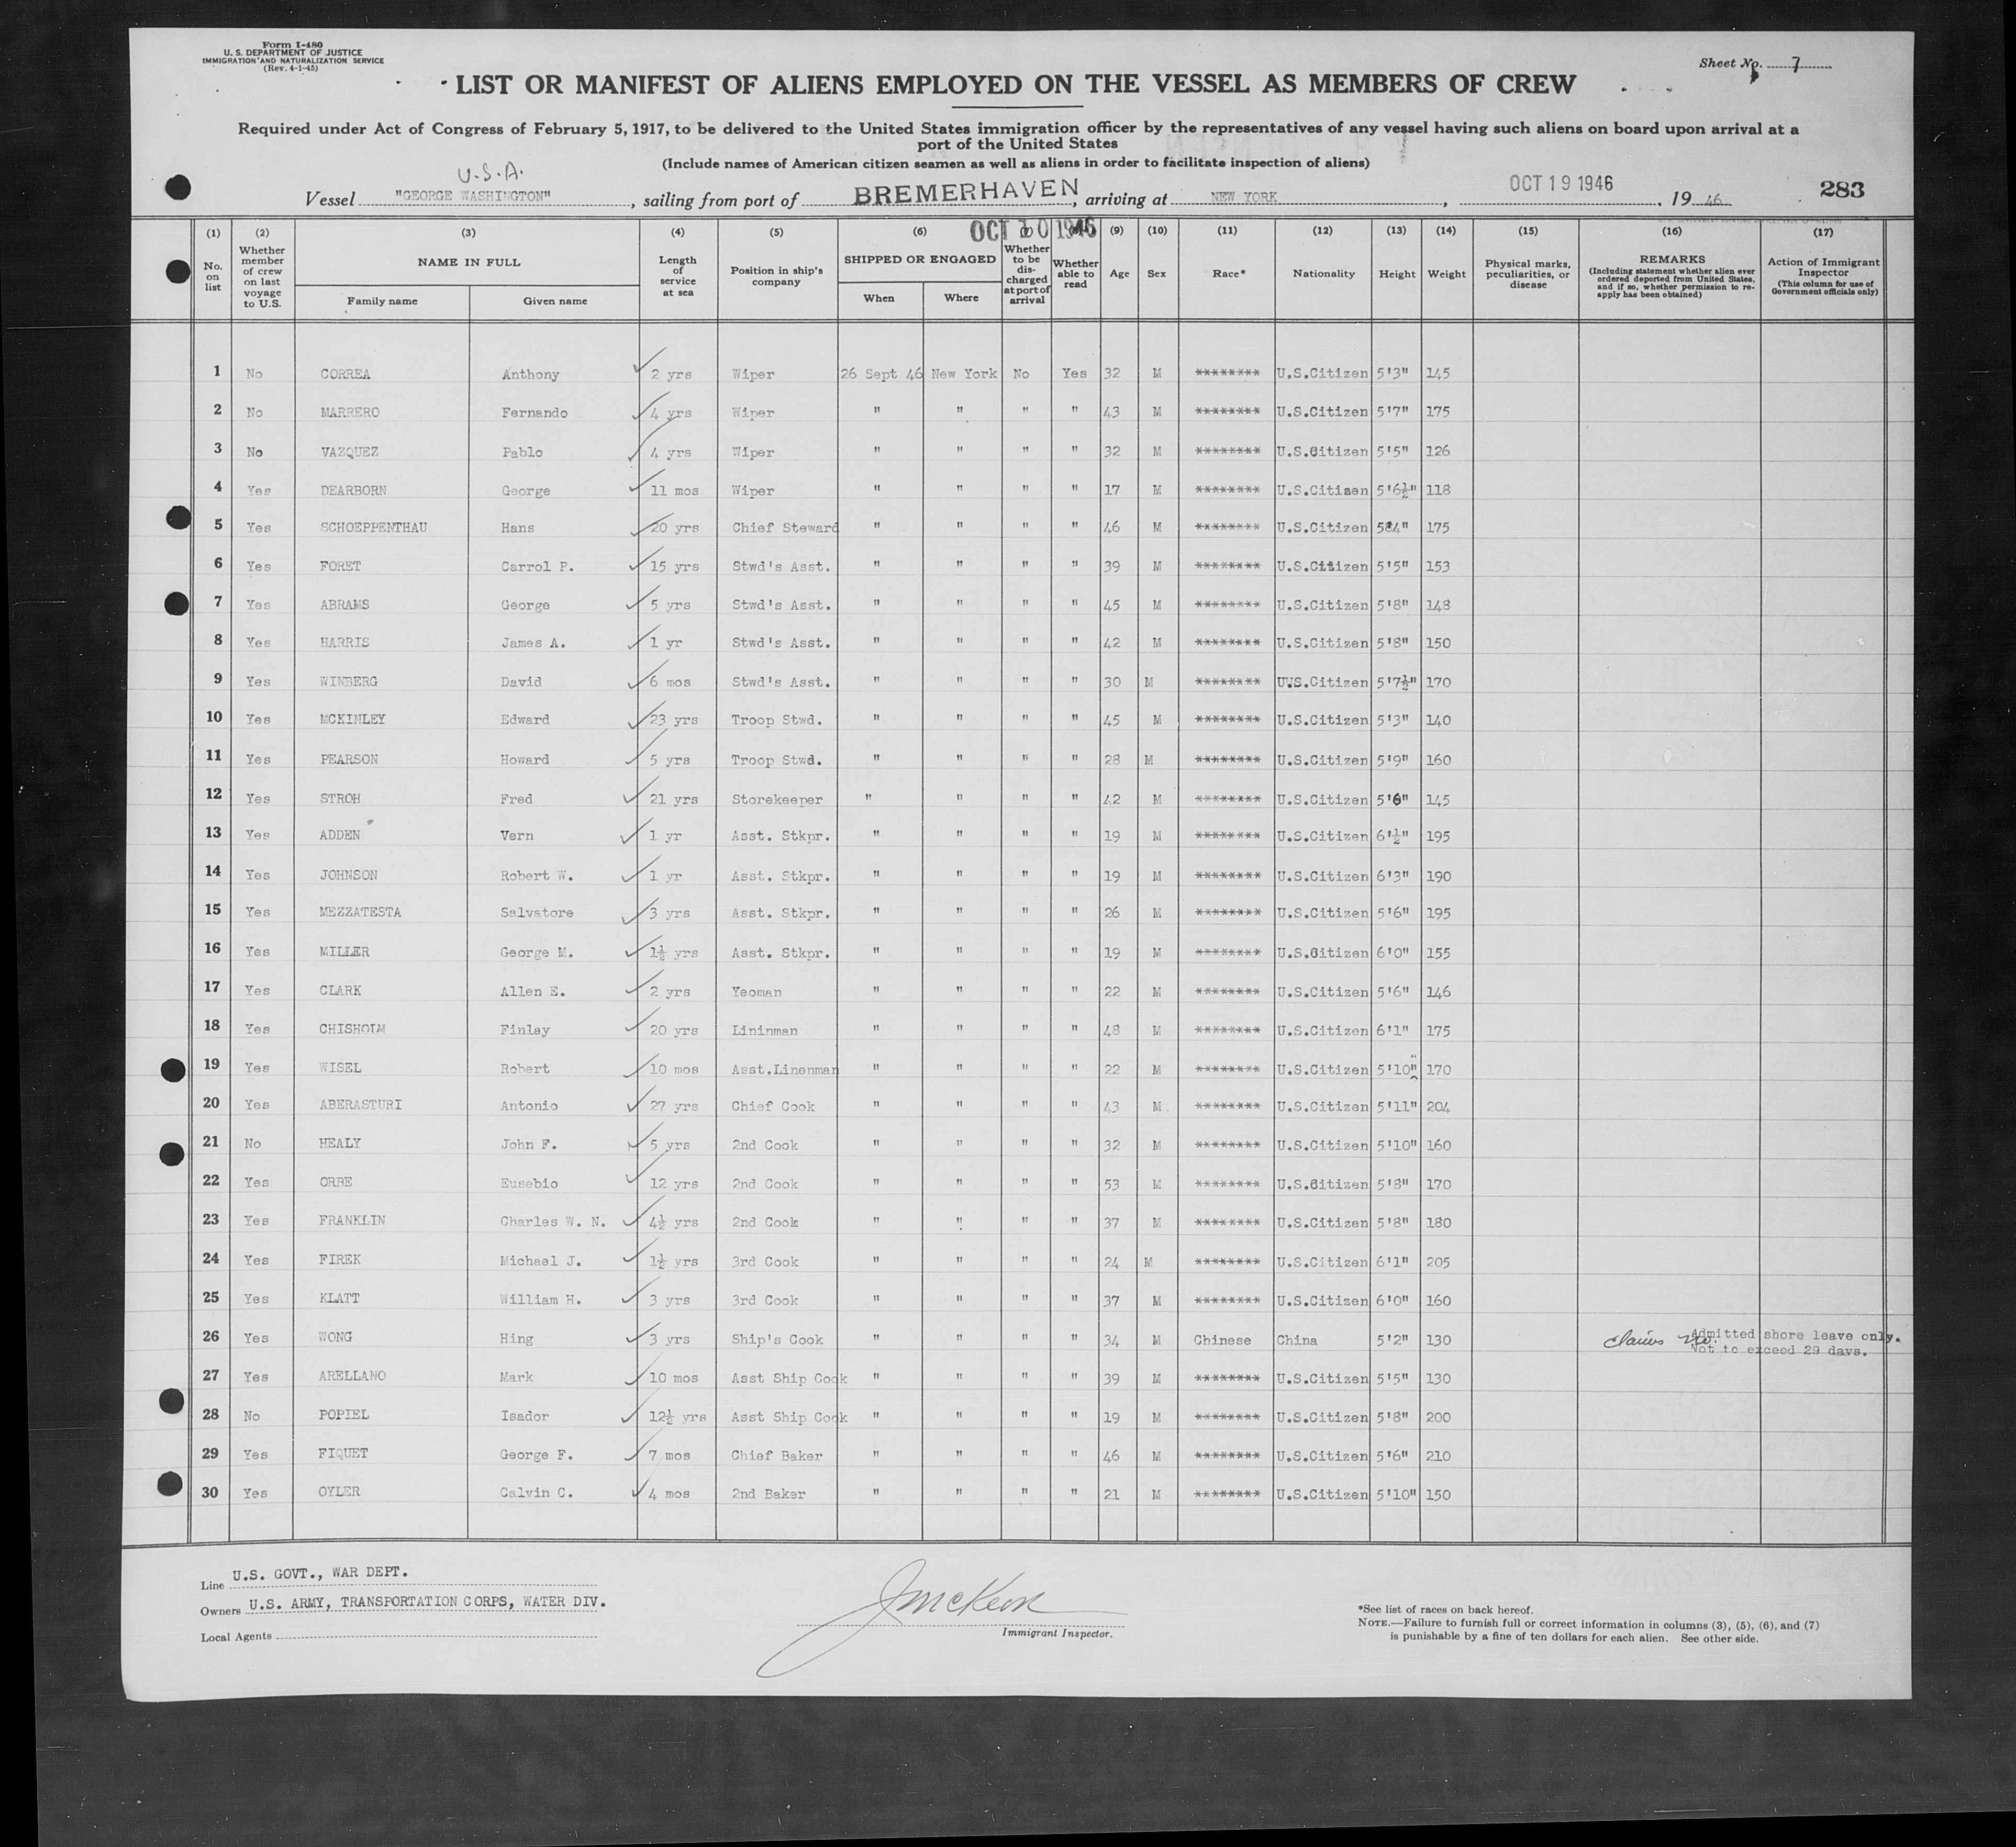 Form I-480
U. S. DEPARTMENT OF JUSTICE
IMMIGRATION AND NATURALIZATION SERVICE
(Rev. 4-1-45)
Sheet No. 7
LIST OR MANIFEST OF ALIENS EMPLOYED ON THE VESSEL AS MEMBERS OF CREW
Required under Act of Congress of February 5, 1917, to be delivered to the United States immigration officer by the representatives of any vessel having such aliens on board upon arrival at a
port of the United States
(Include names of American citizen seamen as well as aliens in order to facilitate inspection of aliens)
U.S.A.
Vessel "GEORGE WASHINGTON", sailing from port of BREMERHAVEN, arriving at NEW YORK, OCT 19 1946, 19 46 283
OCT 10 1946
(1) No. on list
(2) Whether member of crew on last voyage to U.S.
(3) NAME IN FULL Family name Given name
(4) Length of service at sea
(5) Position in ship's company
(6) SHIPPED OR ENGAGED When Where
Whether to be discharged at port of arrival
Whether able to read
(9) Age
(10) Sex
(11) Race*
(12) Nationality
(13) Height
(14) Weight
(15) Physical marks, peculiarities, or disease
(16) REMARKS (Including statement whether alien ever ordered deported from United States, and if so, whether permission to re-apply has been obtained)
(17) Action of Immigrant Inspector (This column for use of Government officials only)
1 No CORREA Anthony 2 yrs Wiper 26 Sept 46 New York No Yes 32 M ******** U.S.Citizen 5'3" 145
2 No MARRERO Fernando 4 yrs Wiper " " " " 43 M ******** U.S.Citizen 5'7" 175
3 No VAZQUEZ Pablo 4 yrs Wiper " " " " 32 M ******** U.S.Citizen 5'5" 126
4 Yes DEARBORN George 11 mos Wiper " " " " 17 M ******** U.S.Citizen 5'6½" 118
5 Yes SCHOEPPENTHAU Hans 20 yrs Chief Steward " " " " 46 M ******** U.S.Citizen 5'4" 175
6 Yes FORET Carrol P. 15 yrs Stwd's Asst. " " " " 39 M ******** U.S.Citizen 5'5" 153
7 Yes ABRAMS George 5 yrs Stwd's Asst. " " " " 45 M ******** U.S.Citizen 5'8" 148
8 Yes HARRIS James A. 1 yr Stwd's Asst. " " " " 42 M ******** U.S.Citizen 5'8" 150
9 Yes WINBERG David 6 mos Stwd's Asst. " " " " 30 M ******** U.S.Citizen 5'7½" 170
10 Yes MCKINLEY Edward 23 yrs Troop Stwd. " " " " 45 M ******** U.S.Citizen 5'3" 140
11 Yes PEARSON Howard 5 yrs Troop Stwd. " " " " 28 M ******** U.S.Citizen 5'9" 160
12 Yes STROH Fred 21 yrs Storekeeper " " " " 42 M ******** U.S.Citizen 5'6" 145
13 Yes ADDEN Vern 1 yr Asst. Stkpr. " " " " 19 M ******** U.S.Citizen 6'½" 195
14 Yes JOHNSON Robert W. 1 yr Asst. Stkpr. " " " " 19 M ******** U.S.Citizen 6'3" 190
15 Yes MEZZATESTA Salvatore 3 yrs Asst. Stkpr. " " " " 26 M ******** U.S.Citizen 5'6" 195
16 Yes MILLER George M. 1½ yrs Asst. Stkpr. " " " " 19 M ******** U.S.Citizen 6'0" 155
17 Yes CLARK Allen E. 2 yrs Yeoman " " " " 22 M ******** U.S.Citizen 5'6" 146
18 Yes CHISHOLM Finlay 20 yrs Lininman " " " " 48 M ******** U.S.Citizen 6'1" 175
19 Yes WISEL Robert 10 mos Asst.Linenman " " " " 22 M ******** U.S.Citizen 5'10" 170
20 Yes ABERASTURI Antonio 27 yrs Chief Cook " " " " 43 M ******** U.S.Citizen 5'11" 204
21 No HEALY John F. 5 yrs 2nd Cook " " " " 32 M ******** U.S.Citizen 5'10" 160
22 Yes ORBE Eusebio 12 yrs 2nd Cook " " " " 53 M ******** U.S.Citizen 5'8" 170
23 Yes FRANKLIN Charles W. N. 4½ yrs 2nd Cook " " " " 37 M ******** U.S.Citizen 5'8" 180
24 Yes FIREK Michael J. 1½ yrs 3rd Cook " " " " 24 M ******** U.S.Citizen 6'1" 205
25 Yes KLATT William H. 3 yrs 3rd Cook " " " " 37 M ******** U.S.Citizen 6'0" 160
26 Yes WONG Hing 3 yrs Ship's Cook " " " " 34 M Chinese China 5'2" 130 claims Admitted shore leave only.
Not to exceed 29 days.
27 Yes ARELLANO Mark 10 mos Asst Ship Cook " " " " 39 M ******** U.S.Citizen 5'5" 130
28 No POPIEL Isador 12½ yrs Asst Ship Cook " " " " 19 M ******** U.S.Citizen 5'8" 200
29 Yes FIQUET George F. 7 mos Chief Baker " " " " 46 M ******** U.S.Citizen 5'6" 210
30 Yes OYLER Calvin C. 4 mos 2nd Baker " " " " 21 M ******** U.S.Citizen 5'10" 150
Line U.S. GOVT., WAR DEPT.
Owners U.S. ARMY, TRANSPORTATION CORPS, WATER DIV.
Local Agents
Immigrant Inspector.
*See list of races on back hereof.
NOTE.—Failure to furnish full or correct information in columns (3), (5), (6), and (7)
is punishable by a fine of ten dollars for each alien. See other side.